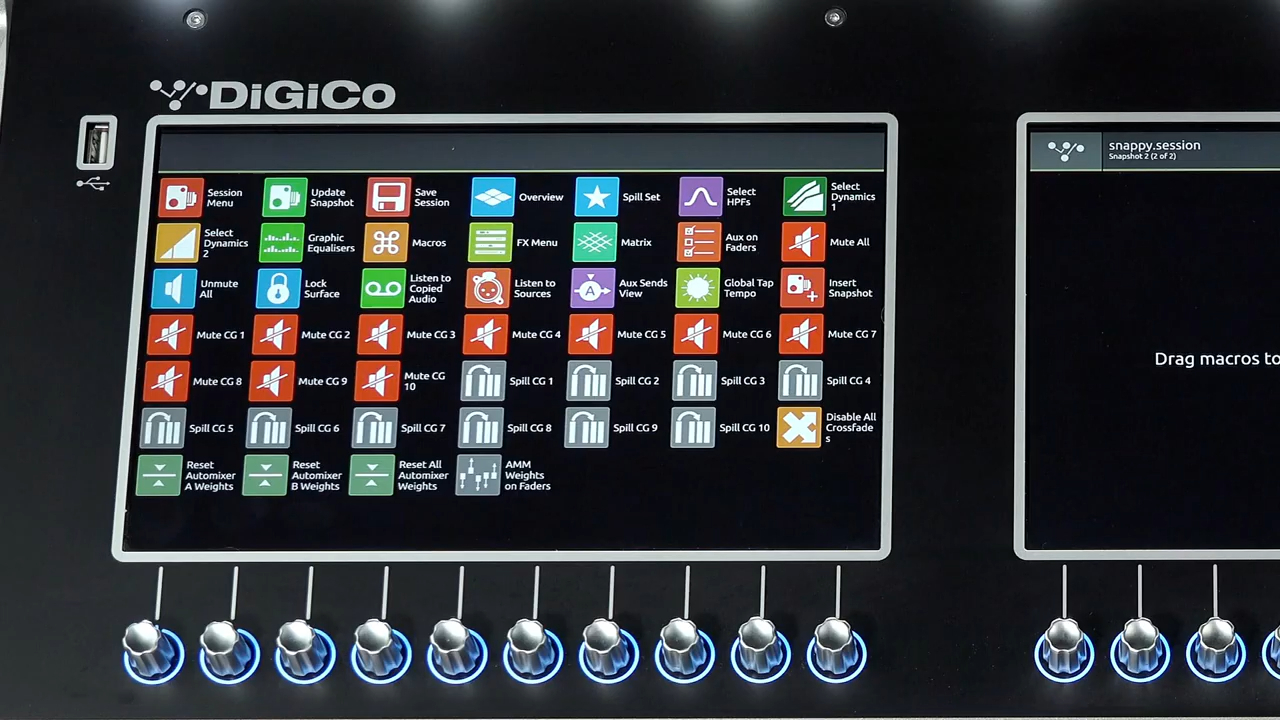 DiGiCo
snappy.session
Snapshot 2 (2 of 2)
Session
Menu
Update
Snapshot
Save
Session
Overview
Spill Set
Select
HPFs
Select
Dynamics
1
Select
Dynamics
2
Graphic
Equalisers
Macros
FX Menu
Matrix
Aux on
Faders
Mute All
Unmute
All
Lock
Surface
Listen to
Copied
Audio
Listen to
Sources
A
Aux Sends
View
Global Tap
Tempo
Insert
Snapshot
Mute CG 1
Mute CG 2
Mute CG 3
Mute CG 4
Mute CG 5
Mute CG 6
Mute CG 7
Drag macros to
Mute CG 8
Mute CG 9
Mute CG
10
Spill CG 1
Spill CG 2
Spill CG 3
Spill CG 4
Spill CG 5
Spill CG 6
Spill CG 7
Spill CG 8
Spill CG 9
Spill CG 10
Disable All
Crossfade
s
Reset
Automixer
A Weights
Reset
Automixer
B Weights
Reset All
Automixer
Weights
AMM
Weights
on Faders